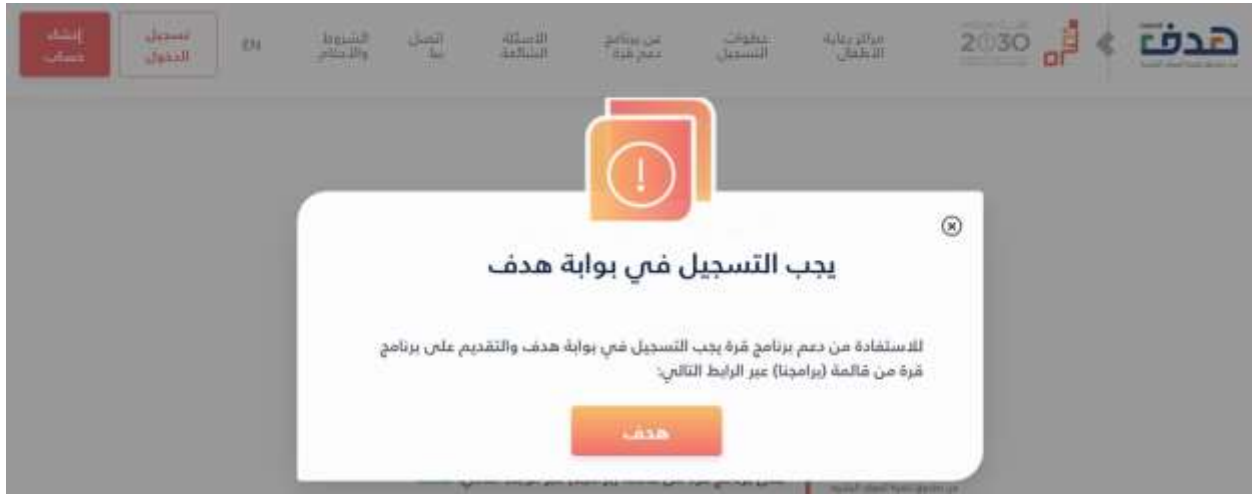 هدف
قرة
2030
مراكز رعاية
الأطفال
خطوات
التسجيل
عن برنامج
دعم قرة
الأسئلة
الشائعة
اتصل
بنا
الشروط
والأحكام
EN
تسجيل
الدخول
إنشاء
حساب
يجب التسجيل في بوابة هدف
للاستفادة من دعم برنامج قرة يجب التسجيل في بوابة هدف والتقديم على برنامج
قرة من قائمة (برامجنا) عبر الرابط التالي:
هدف